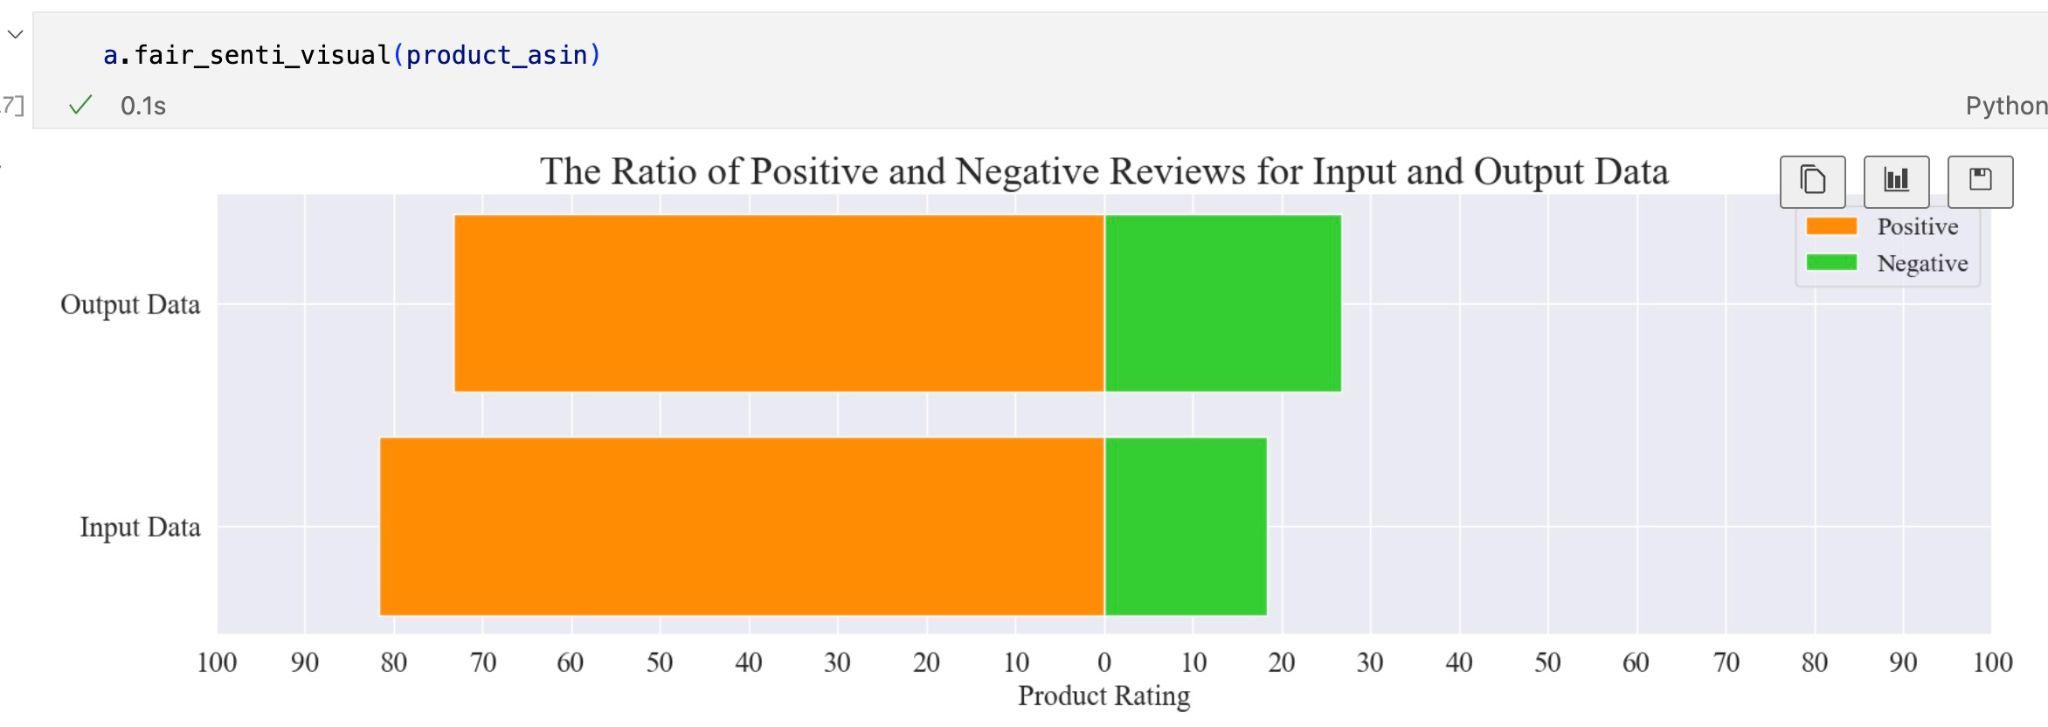 a.fair_senti_visual(product_asin)
7]
0.1s
Python
The Ratio of Positive and Negative Reviews for Input and Output Data
Positive
Negative
Output Data
Input Data
100 90 80 70 60 50 40 30 20 10 0 10 20 30 40 50 60 70 80 90 100
Product Rating